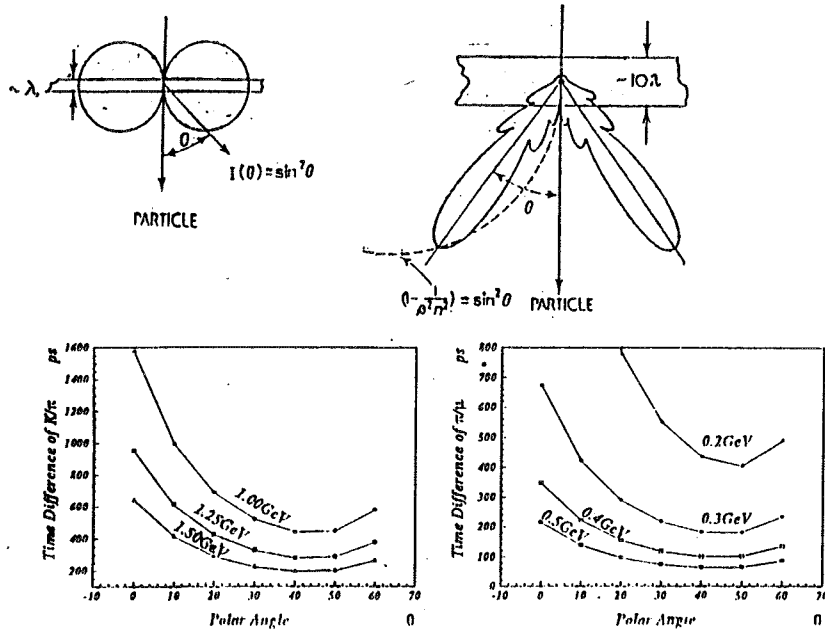 ~ λ
θ
I(θ)=sin²θ
PARTICLE
~10λ
θ
(1-1/β²n²)=sin²θ
PARTICLE
Time Difference of K/π ps
1600
1400
1200
1000
800
600
400
200
1.00GeV
1.25GeV
1.50GeV
-10 0 10 20 30 40 50 60 70
Polar Angle θ
Time Difference of π/μ ps
800
700
600
500
400
300
200
100
0
0.2GeV
0.3GeV
0.4GeV
0.5GeV
-10 0 10 20 30 40 50 60 70
Polar Angle θ